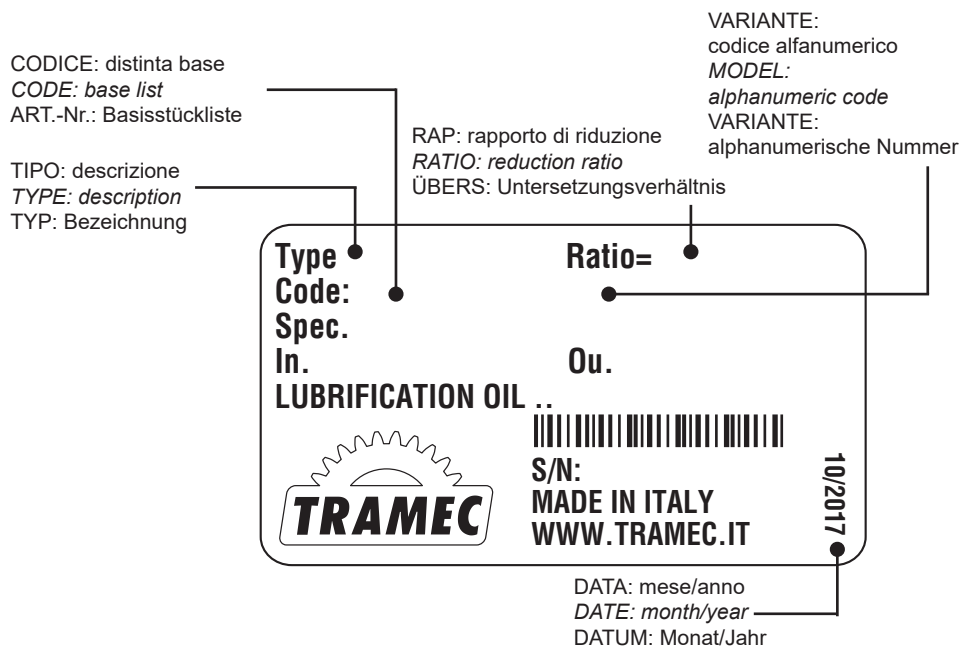 VARIANTE:
codice alfanumerico
MODEL:
alphanumeric code
VARIANTE:
alphanumerische Nummer
CODICE: distinta base
CODE: base list
ART.-Nr.: Basisstückliste
RAP: rapporto di riduzione
RATIO: reduction ratio
ÜBERS: Untersetzungsverhältnis
TIPO: descrizione
TYPE: description
TYP: Bezeichnung
Type Ratio=
Code:
Spec.
In. Ou.
LUBRIFICATION OIL ..
S/N:
MADE IN ITALY
WWW.TRAMEC.IT
TRAMEC
10/2017
DATA: mese/anno
DATE: month/year
DATUM: Monat/Jahr